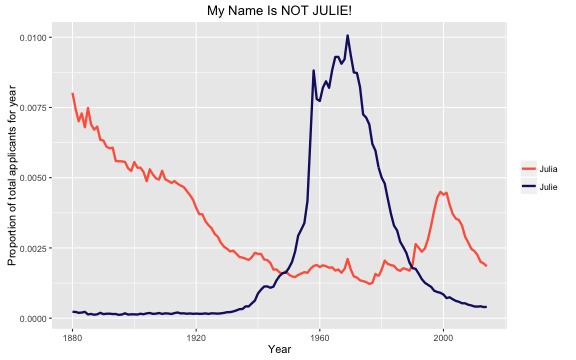 My Name Is NOT JULIE!
Proportion of total applicants for year
0.0100
0.0075
0.0050
0.0025
0.0000
1880
1920
1960
2000
Year
Julia
Julie